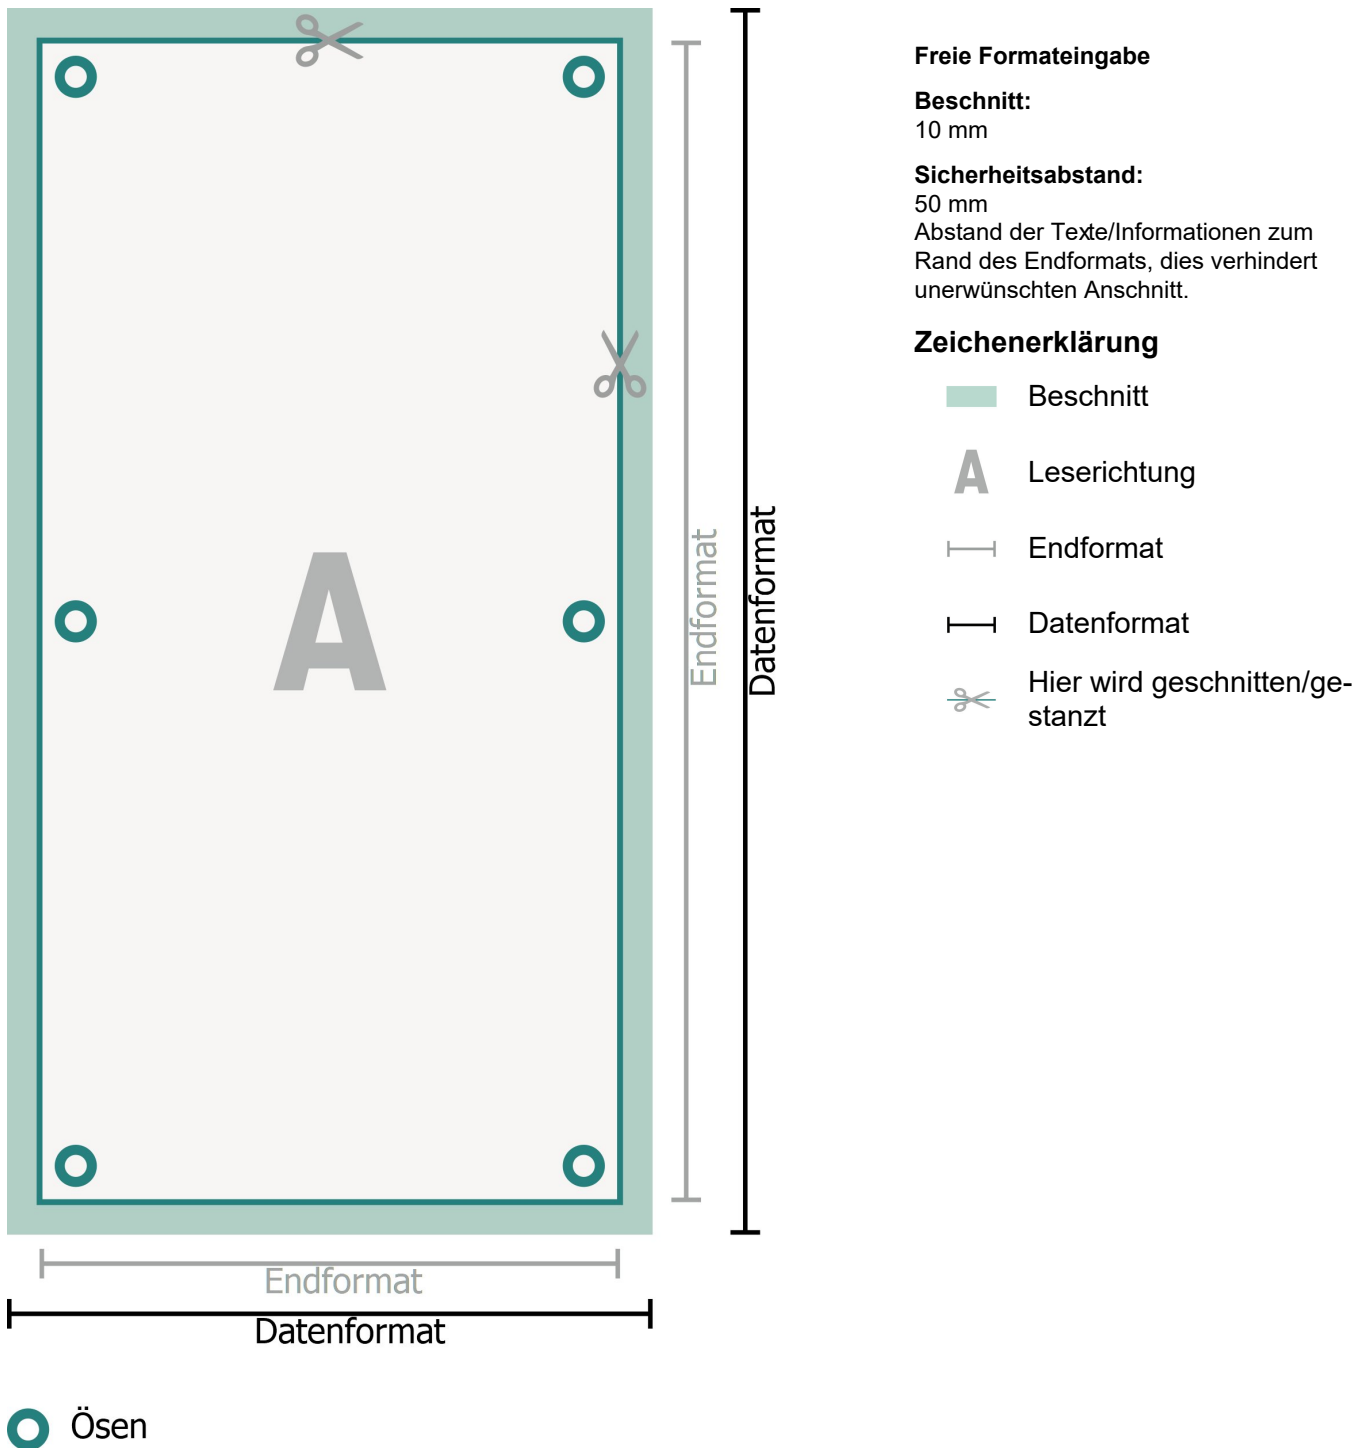 Freie Formateingabe
Beschnitt:
10 mm
Sicherheitsabstand:
50 mm
Abstand der Texte/Informationen zum
Rand des Endformats, dies verhindert
unerwünschten Anschnitt.
Zeichenerklärung
Beschnitt
A
Leserichtung
Endformat
Datenformat
Hier wird geschnitten/ge-
stanzt
A
Endformat
Datenformat
Endformat
Datenformat
Ösen